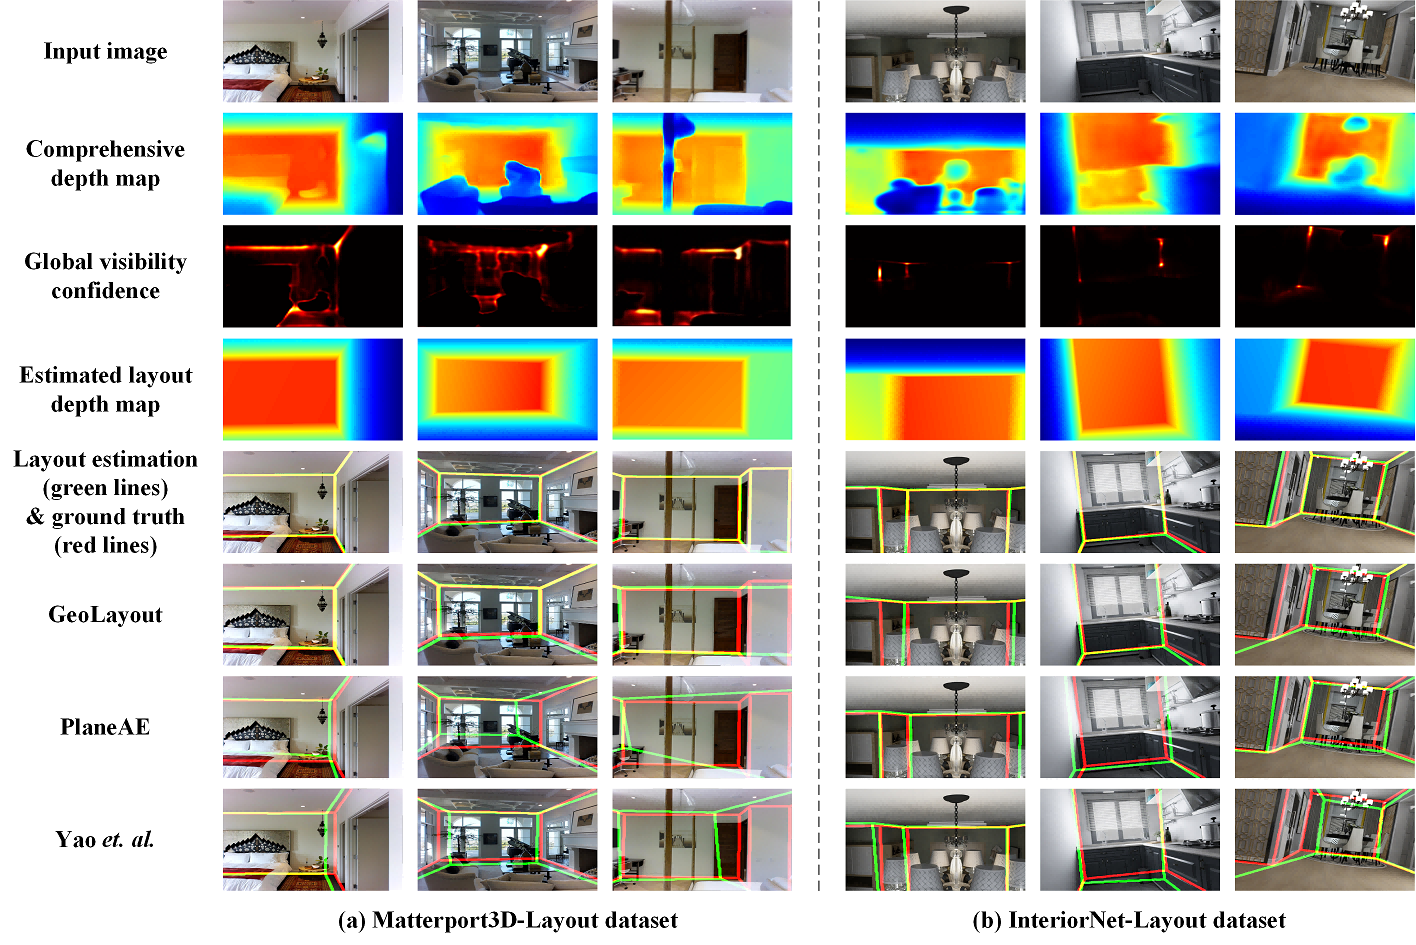 Input image
Comprehensive
depth map
Global visibility
confidence
Estimated layout
depth map
Layout estimation
(green lines)
& ground truth
(red lines)
GeoLayout
PlaneAE
Yao et. al.
(a) Matterport3D-Layout dataset
(b) InteriorNet-Layout dataset